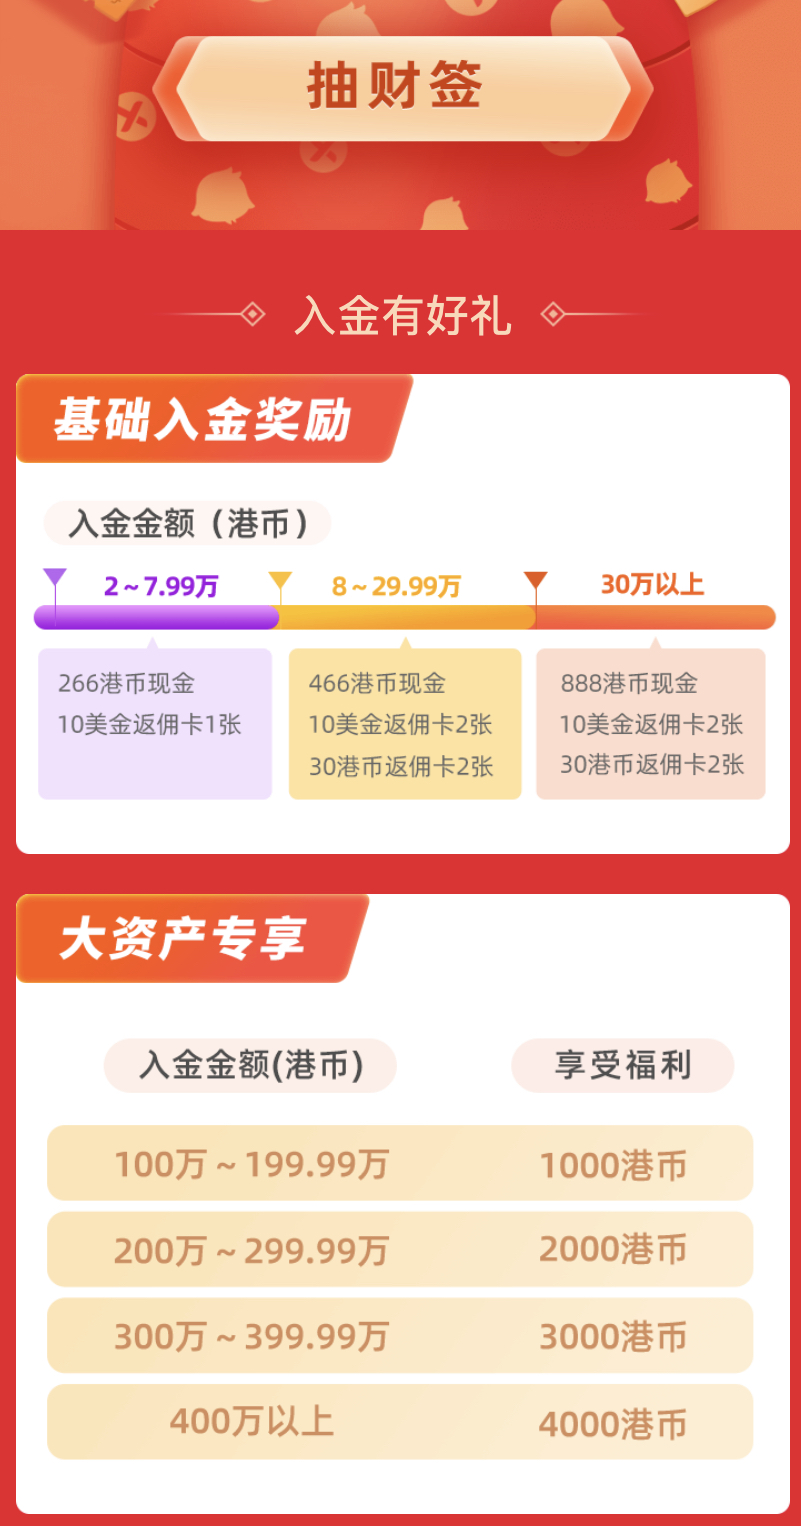 抽财签
入金有好礼
基础入金奖励
入金金额（港币）
2~7.99万
8~29.99万
30万以上
266港币现金
10美金返佣卡1张
466港币现金
10美金返佣卡2张
30港币返佣卡2张
888港币现金
10美金返佣卡2张
30港币返佣卡2张
大资产专享
入金金额(港币) 享受福利
100万~199.99万 1000港币
200万~299.99万 2000港币
300万~399.99万 3000港币
400万以上 4000港币